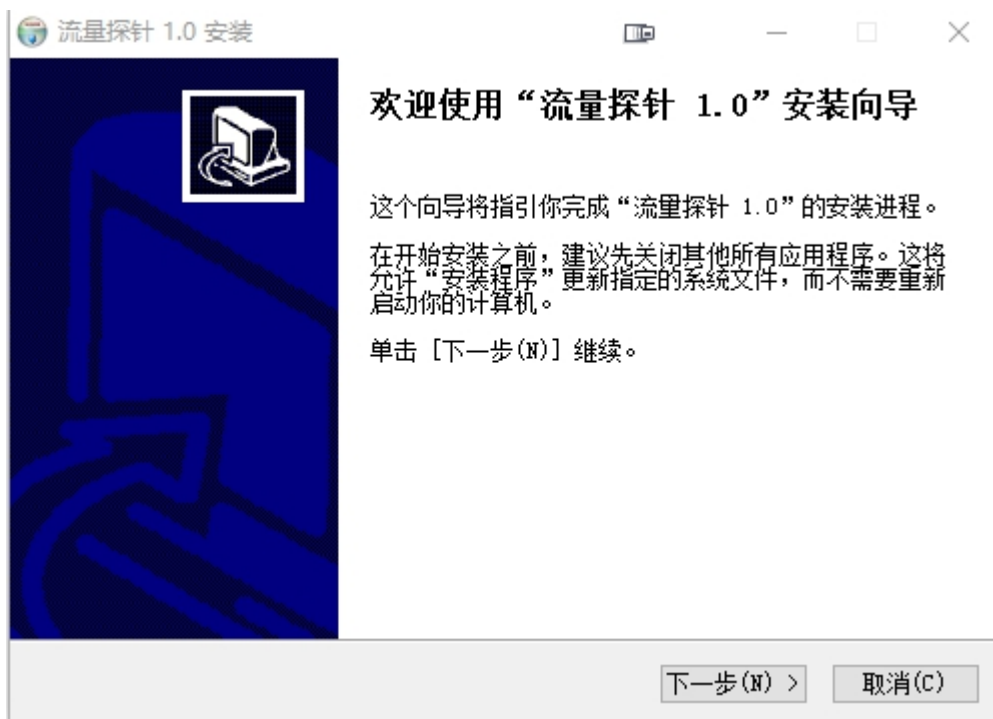 流量探针 1.0 安装
欢迎使用“流量探针 1.0”安装向导
这个向导将指引你完成“流量探针 1.0”的安装进程。
在开始安装之前，建议先关闭其他所有应用程序。这将
允许“安装程序”更新指定的系统文件，而不需要重新
启动你的计算机。
单击 [下一步(N)] 继续。
下一步(N) >
取消(C)